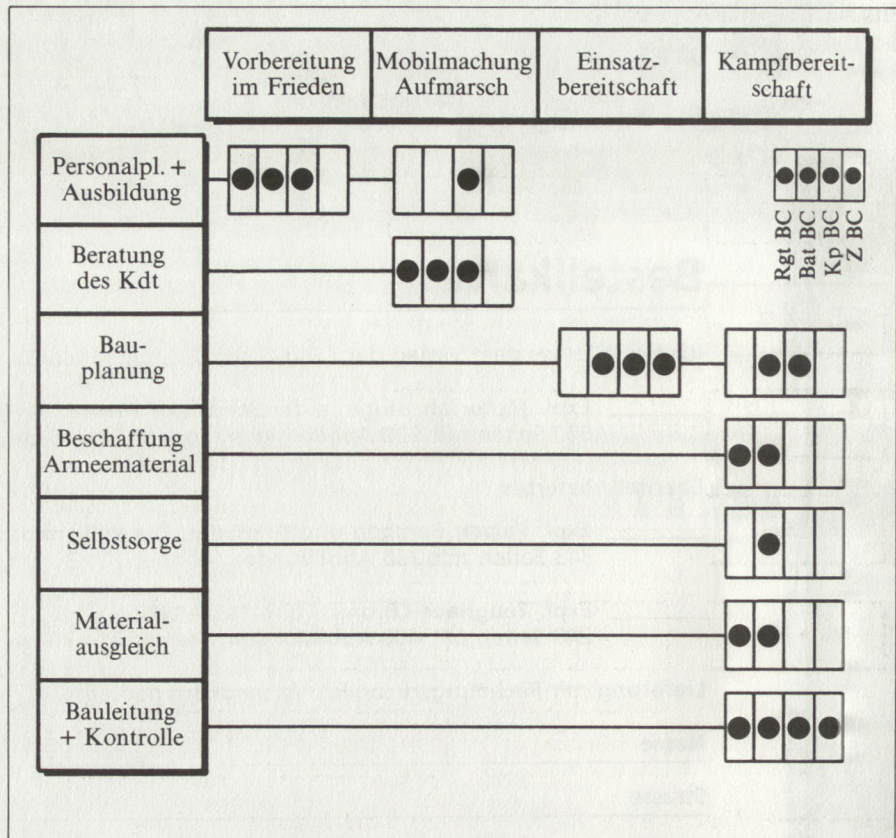 Vorbereitung
im Frieden
Mobilmachung
Aufmarsch
Einsatz-
bereitschaft
Kampfbereit-
schaft
Personalpl. +
Ausbildung
Rgt BC
Bat BC
Kp BC
Z BC
Beratung
des Kdt
Bau-
planung
Beschaffung
Armeematerial
Selbstsorge
Material-
ausgleich
Bauleitung
+ Kontrolle